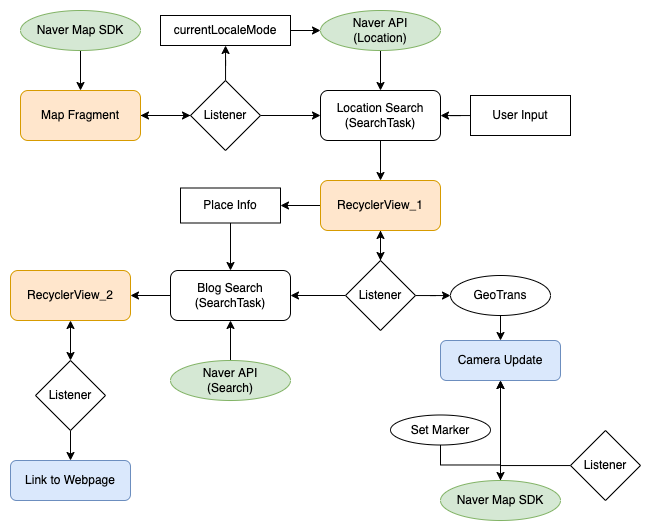 Naver Map SDK
currentLocaleMode
Naver API
(Location)
Map Fragment
Listener
Location Search
(SearchTask)
User Input
Place Info
RecyclerView_1
RecyclerView_2
Blog Search
(SearchTask)
Listener
GeoTrans
Camera Update
Naver API
(Search)
Listener
Set Marker
Listener
Link to Webpage
Naver Map SDK